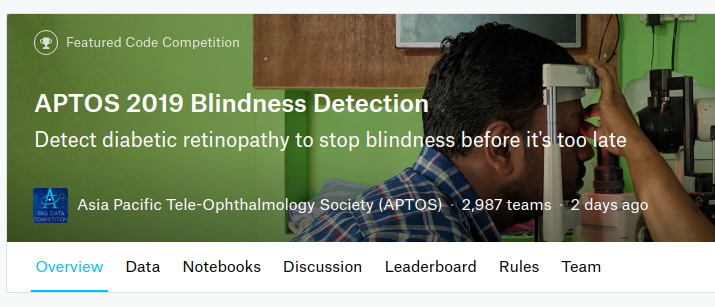 Featured Code Competition
APTOS 2019 Blindness Detection
Detect diabetic retinopathy to stop blindness before it's too late
A
BIG DATA
COMPETITION
Asia Pacific Tele-Ophthalmology Society (APTOS) · 2,987 teams · 2 days ago
Overview Data Notebooks Discussion Leaderboard Rules Team